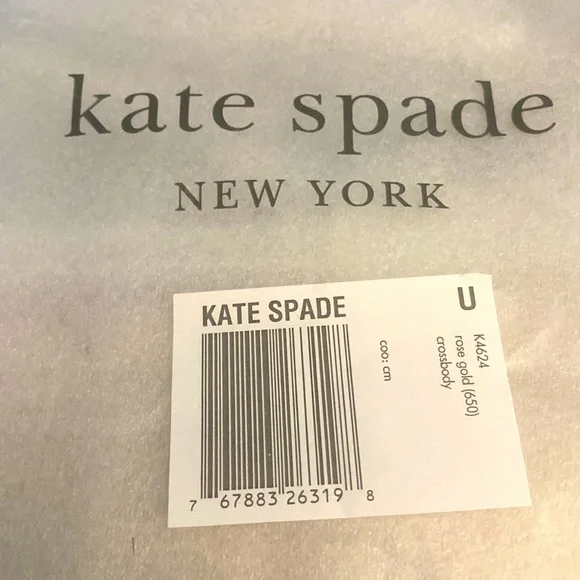 kate spade
NEW YORK
KATE SPADE
U
K4624
rose gold (650)
crossbody
coo: cm
7 67883 26319 8